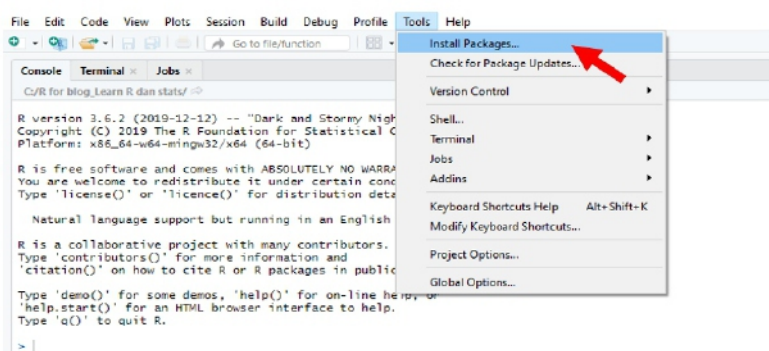 File Edit Code View Plots Session Build Debug Profile Tools Help
Go to file/function
Install Packages...
Check for Package Updates...
Version Control
Shell...
Terminal
Jobs
Addins
Keyboard Shortcuts Help Alt+Shift+K
Modify Keyboard Shortcuts...
Project Options...
Global Options...
Console Terminal × Jobs ×
C:/R for blog_Learn R dan stats/
R version 3.6.2 (2019-12-12) -- "Dark and Stormy Nigh
Copyright (C) 2019 The R Foundation for Statistical C
Platform: x86_64-w64-mingw32/x64 (64-bit)
R is free software and comes with ABSOLUTELY NO WARRA
You are welcome to redistribute it under certain cond
Type 'license()' or 'licence()' for distribution deta
Natural language support but running in an English
R is a collaborative project with many contributors.
Type 'contributors()' for more information and
'citation()' on how to cite R or R packages in public
Type 'demo()' for some demos, 'help()' for on-line help, or
'help.start()' for an HTML browser interface to help.
Type 'q()' to quit R.
>